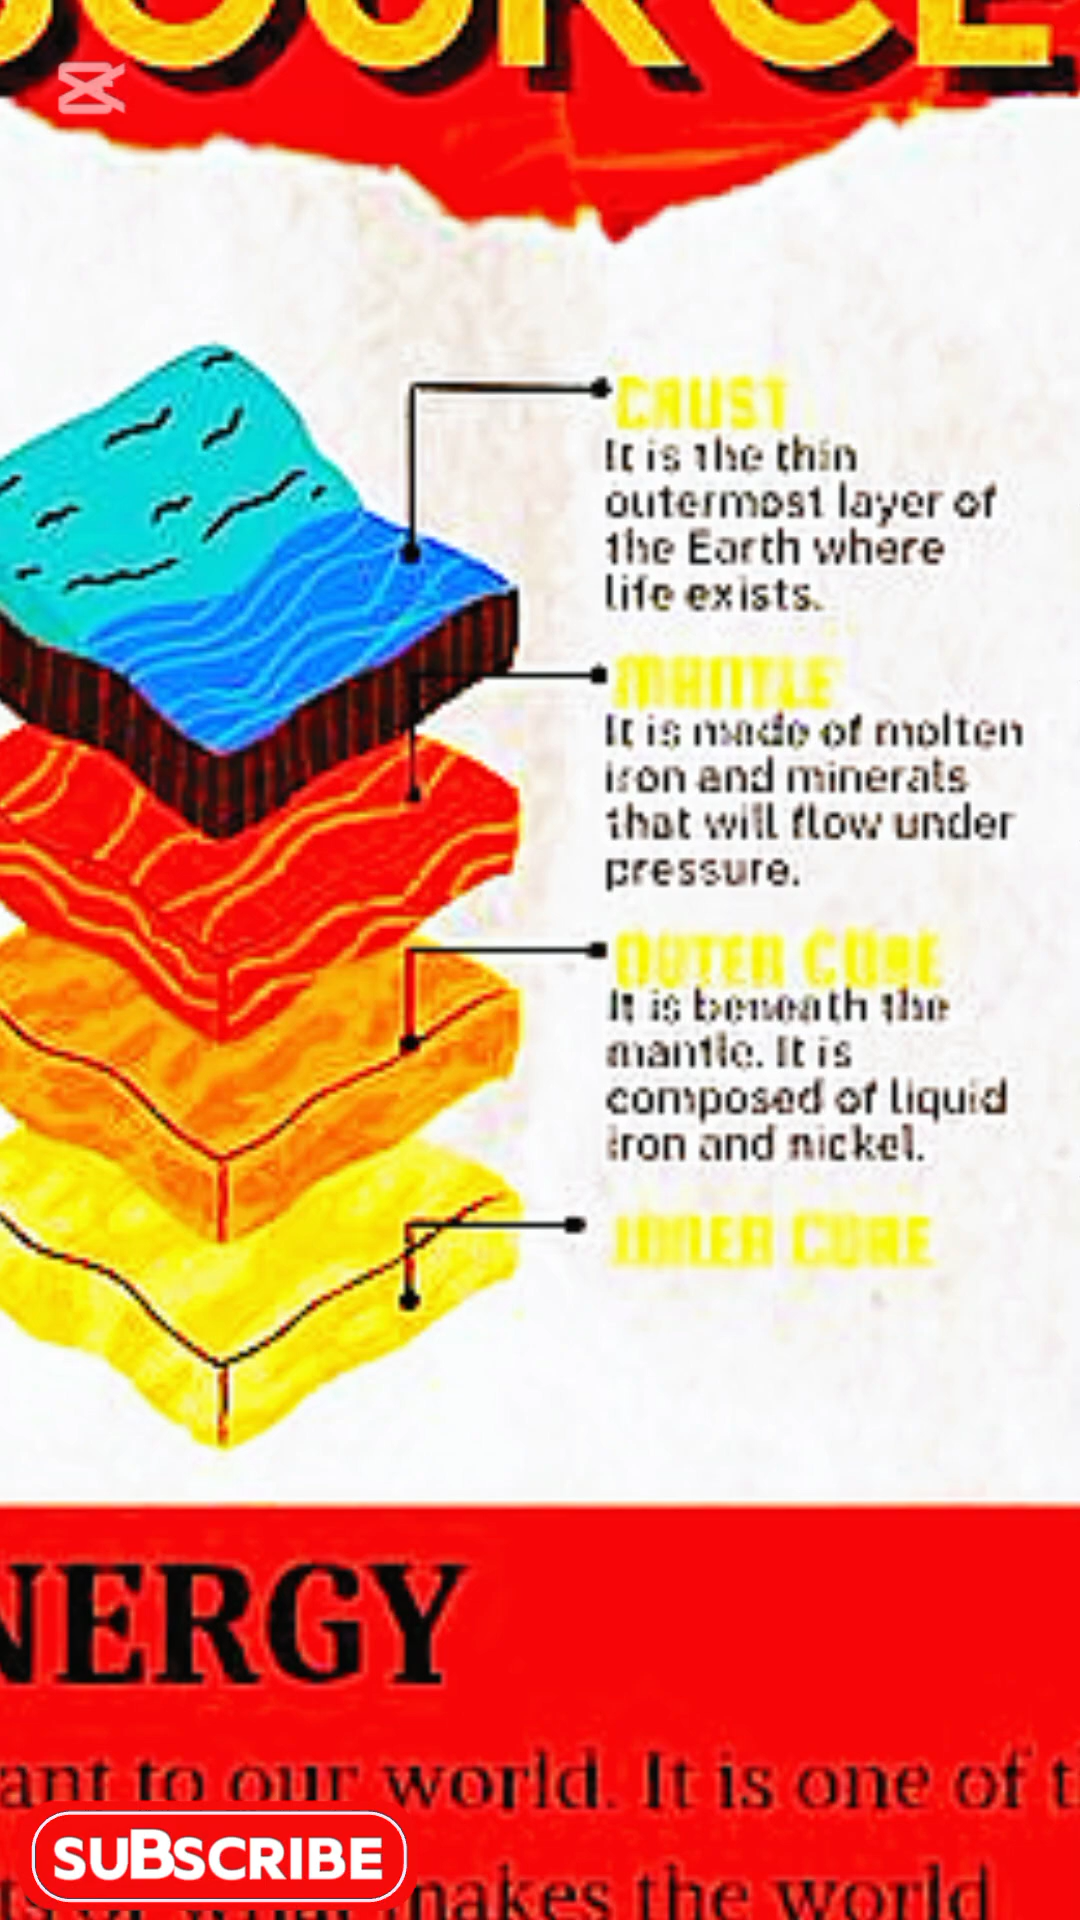 SOURCE
CRUST
It is the thin
outermost layer of
the Earth where
life exists.
MANTLE
It is made of molten
iron and minerals
that will flow under
pressure.
OUTER CORE
It is beneath the
mantle. It is
composed of liquid
iron and nickel.
INNER CORE
NERGY
ant to our world. It is one of t
SUBSCRIBE
makes the world